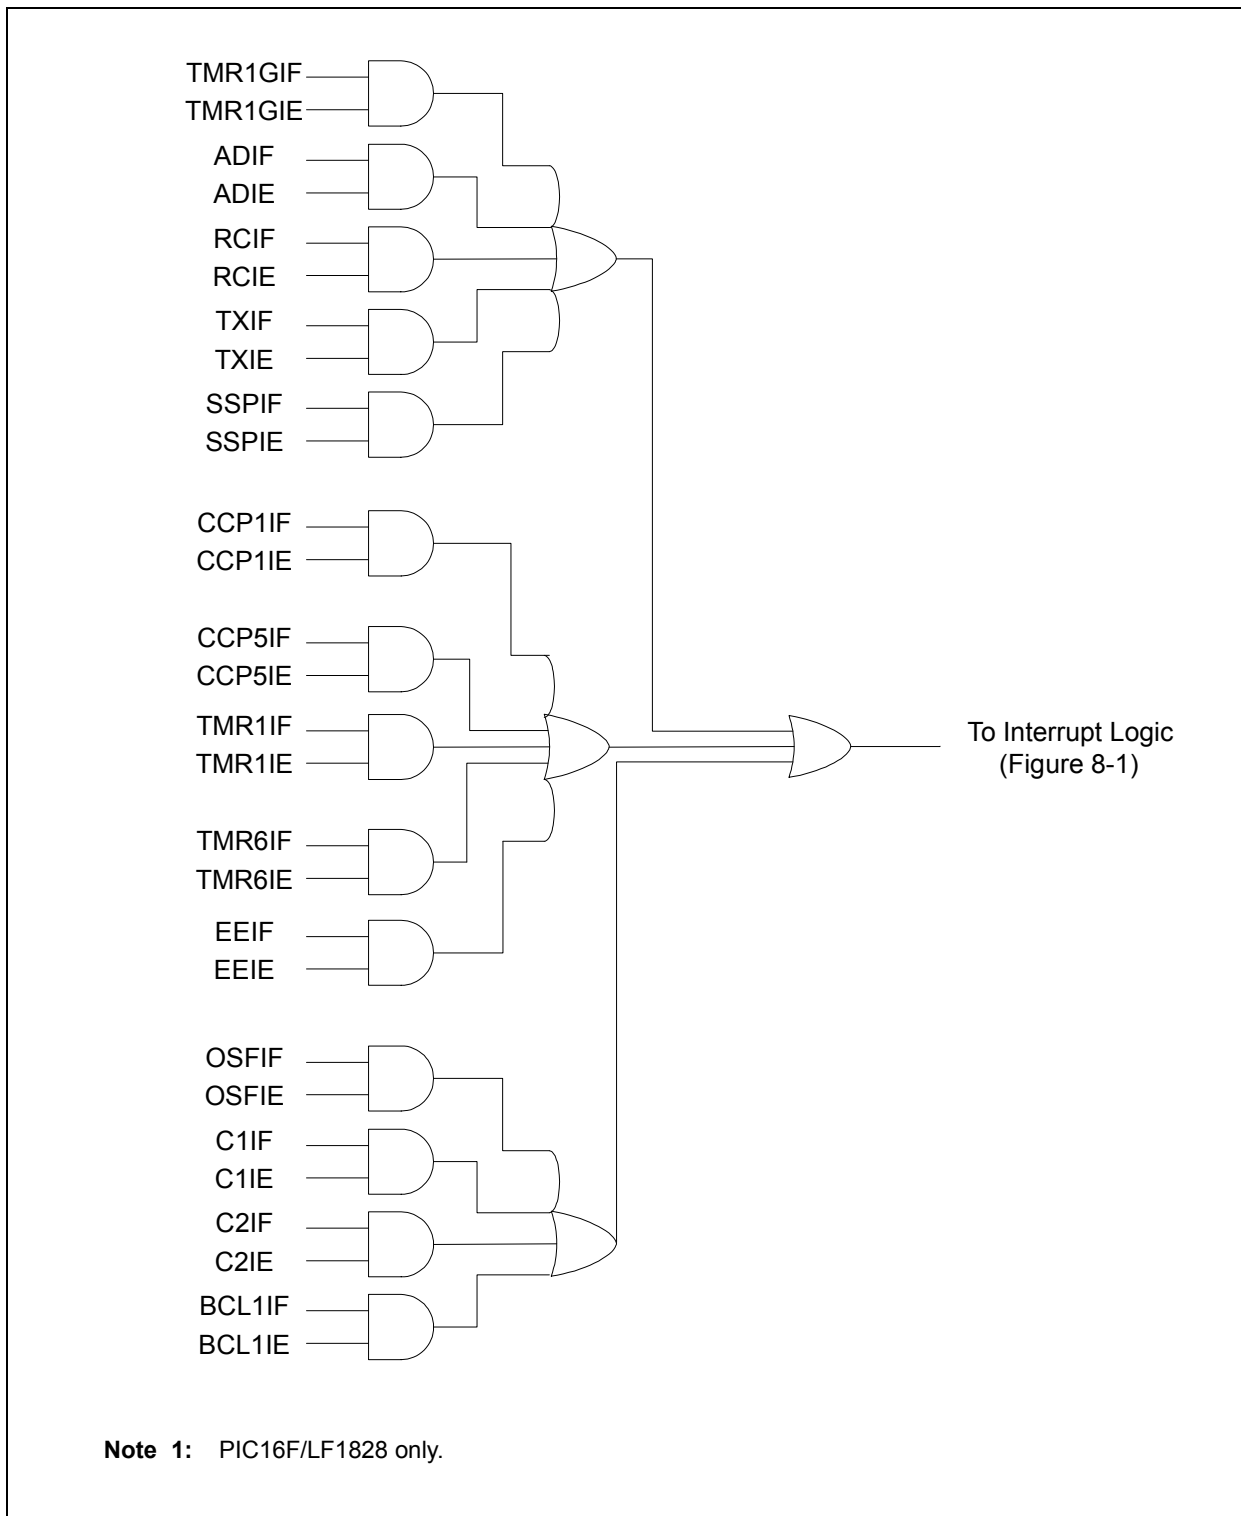 TMR1GIF
TMR1GIE
ADIF
ADIE
RCIF
RCIE
TXIF
TXIE
SSPIF
SSPIE
CCP1IF
CCP1IE
CCP5IF
CCP5IE
TMR1IF
TMR1IE
To Interrupt Logic
(Figure 8-1)
TMR6IF
TMR6IE
EEIF
EEIE
OSFIF
OSFIE
C1IF
C1IE
C2IF
C2IE
BCL1IF
BCL1IE
Note 1: PIC16F/LF1828 only.